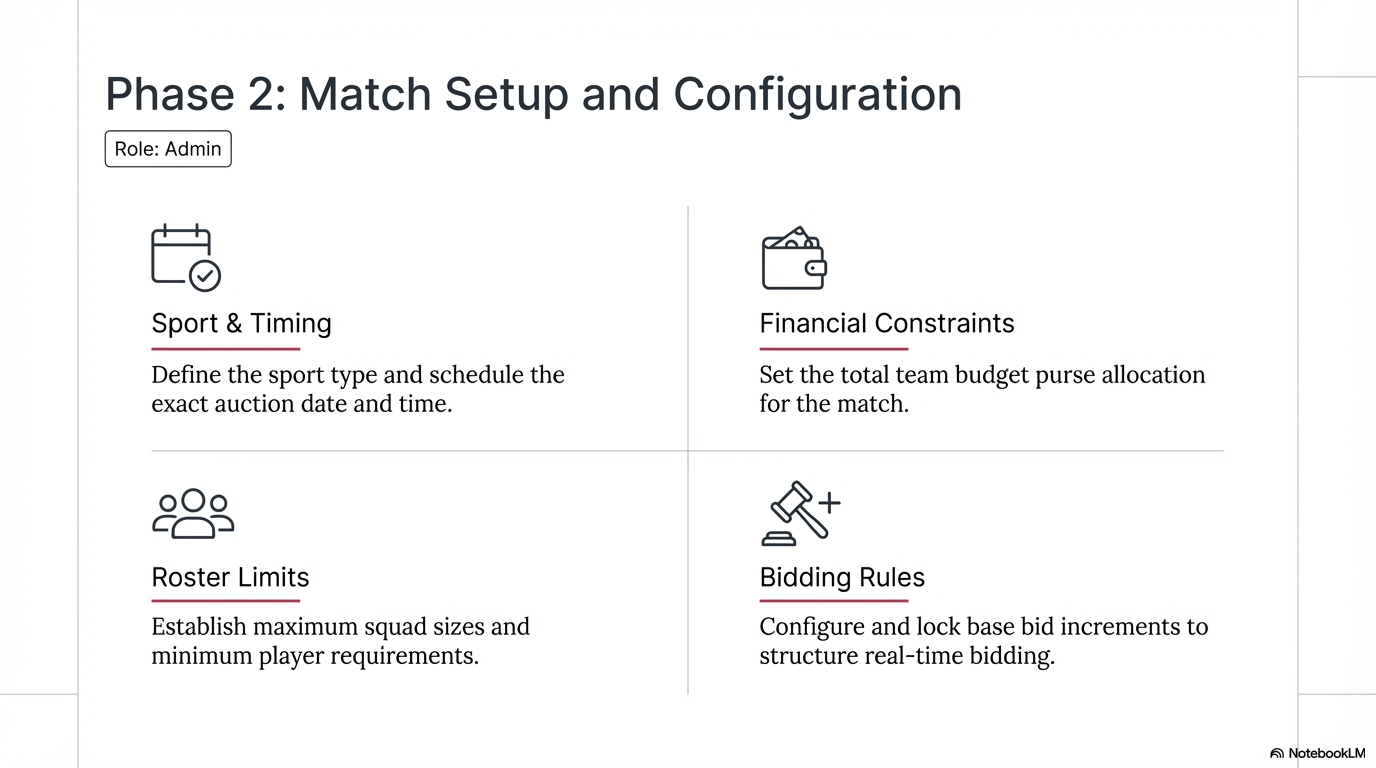 Phase 2: Match Setup and Configuration
Role: Admin
Sport & Timing
Define the sport type and schedule the
exact auction date and time.
Financial Constraints
Set the total team budget purse allocation
for the match.
Roster Limits
Establish maximum squad sizes and
minimum player requirements.
Bidding Rules
Configure and lock base bid increments to
structure real-time bidding.
NotebookLM